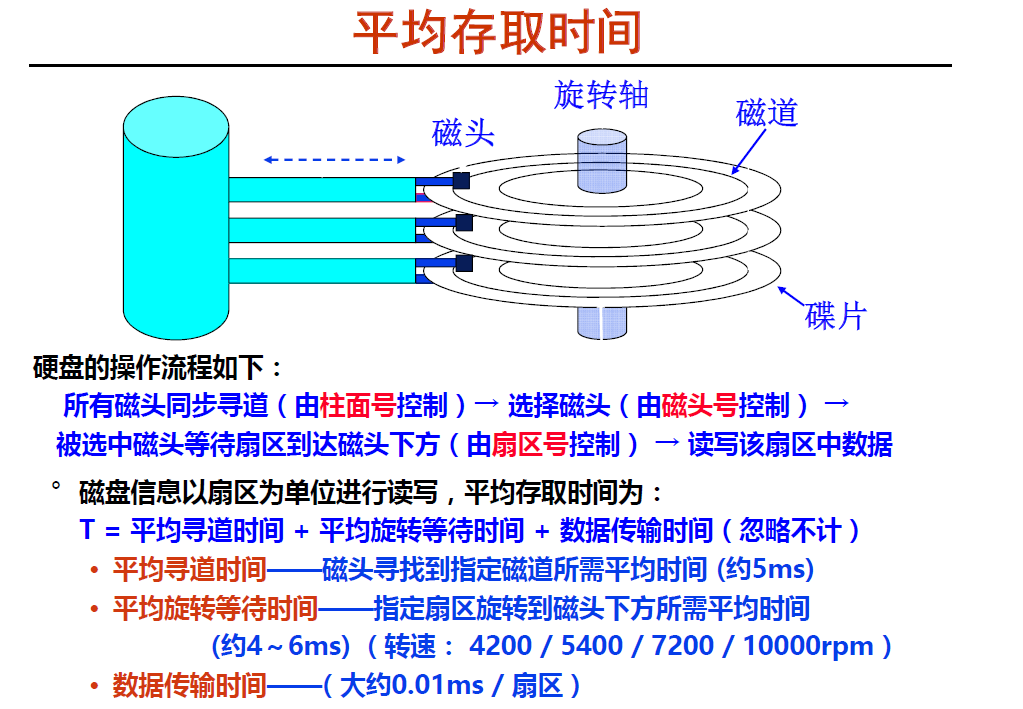 平均存取时间
旋转轴
磁道
磁头
碟片
硬盘的操作流程如下：
所有磁头同步寻道（由柱面号控制）→ 选择磁头（由磁头号控制） →
被选中磁头等待扇区到达磁头下方（由扇区号控制） → 读写该扇区中数据
° 磁盘信息以扇区为单位进行读写，平均存取时间为：
T = 平均寻道时间 + 平均旋转等待时间 + 数据传输时间（忽略不计）
• 平均寻道时间——磁头寻找到指定磁道所需平均时间 (约5ms)
• 平均旋转等待时间——指定扇区旋转到磁头下方所需平均时间
(约4～6ms)（转速： 4200 / 5400 / 7200 / 10000rpm）
• 数据传输时间——（大约0.01ms / 扇区）